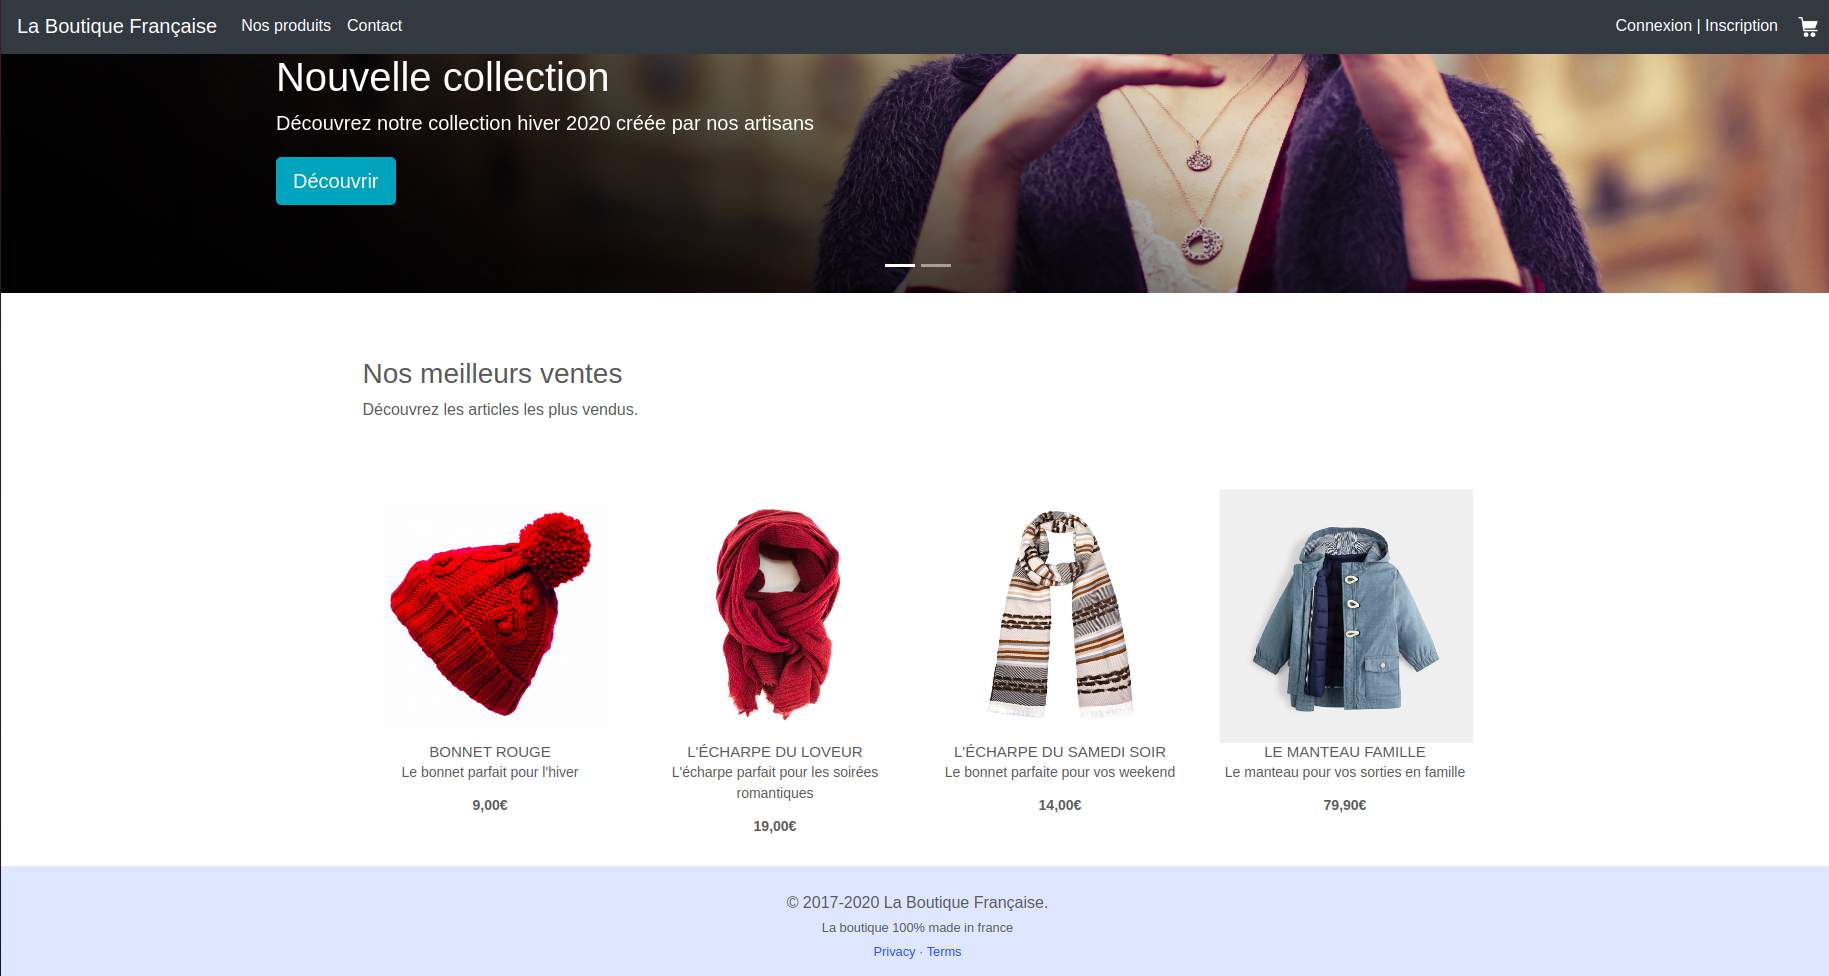 La Boutique Française Nos produits Contact Connexion | Inscription
Nouvelle collection
Découvrez notre collection hiver 2020 créée par nos artisans
Découvrir
Nos meilleurs ventes
Découvrez les articles les plus vendus.
BONNET ROUGE
Le bonnet parfait pour l'hiver
9,00€
L'ÉCHARPE DU LOVEUR
L'écharpe parfait pour les soirées
romantiques
19,00€
L'ÉCHARPE DU SAMEDI SOIR
Le bonnet parfaite pour vos weekend
14,00€
LE MANTEAU FAMILLE
Le manteau pour vos sorties en famille
79,90€
© 2017-2020 La Boutique Française.
La boutique 100% made in france
Privacy · Terms